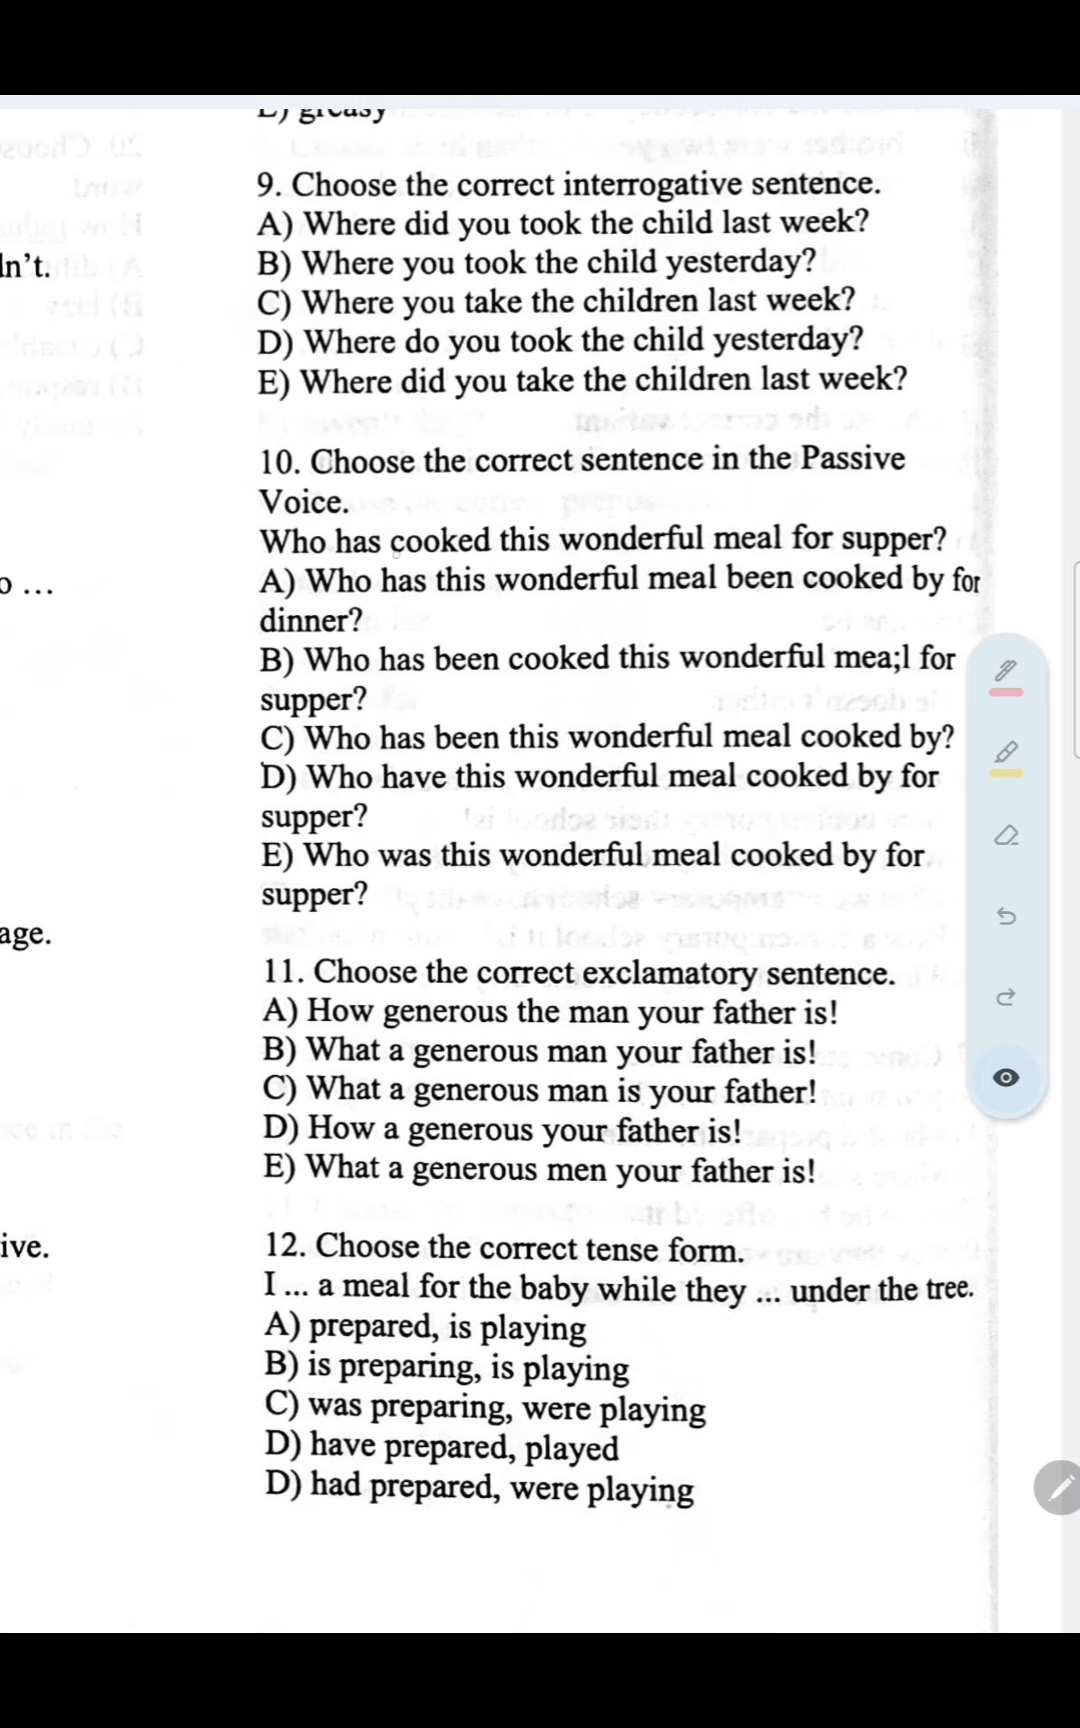 E) greasy
9. Choose the correct interrogative sentence.
A) Where did you took the child last week?
B) Where you took the child yesterday?
C) Where you take the children last week?
D) Where do you took the child yesterday?
E) Where did you take the children last week?
10. Choose the correct sentence in the Passive
Voice.
Who has cooked this wonderful meal for supper?
A) Who has this wonderful meal been cooked by for
dinner?
B) Who has been cooked this wonderful mea;l for
supper?
C) Who has been this wonderful meal cooked by?
D) Who have this wonderful meal cooked by for
supper?
E) Who was this wonderful meal cooked by for
supper?
11. Choose the correct exclamatory sentence.
A) How generous the man your father is!
B) What a generous man your father is!
C) What a generous man is your father!
D) How a generous your father is!
E) What a generous men your father is!
12. Choose the correct tense form.
I ... a meal for the baby while they ... under the tree.
A) prepared, is playing
B) is preparing, is playing
C) was preparing, were playing
D) have prepared, played
D) had prepared, were playing